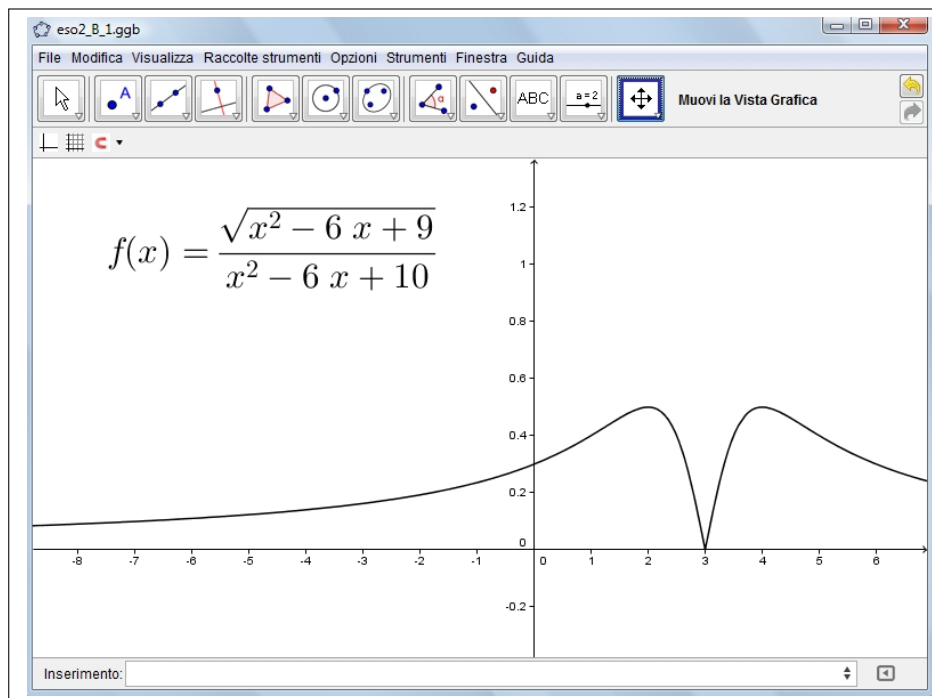 eso2_B_1.ggb
File Modifica Visualizza Raccolte strumenti Opzioni Strumenti Finestra Guida
A α ABC a=2 Muovi la Vista Grafica
f(x) = √(x² − 6 x + 9) / (x² − 6 x + 10)
1.2
1
0.8
0.6
0.4
0.2
0
-8 -7 -6 -5 -4 -3 -2 -1 0 1 2 3 4 5 6
-0.2
Inserimento: